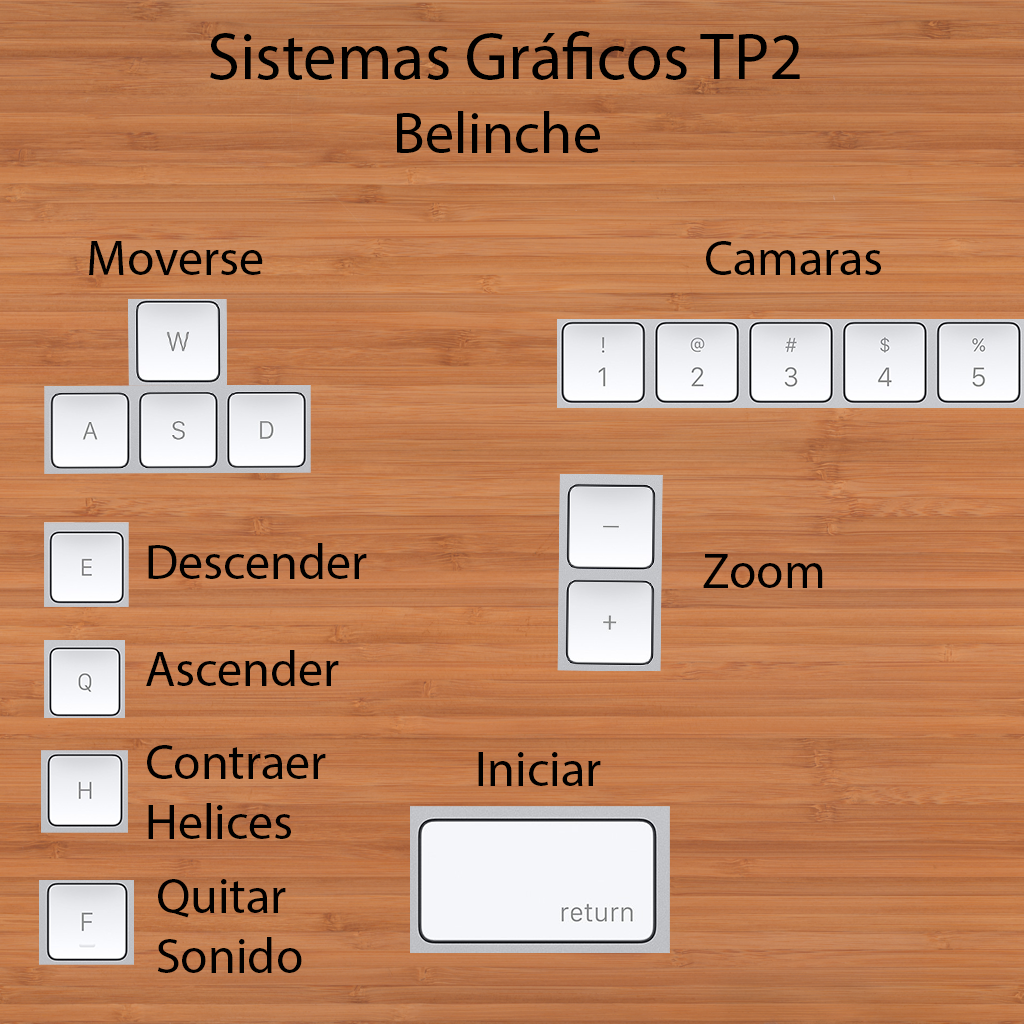 Sistemas Gráficos TP2
Belinche
Moverse
W
A S D
E Descender
Q Ascender
H Contraer
Helices
F Quitar
Sonido
Camaras
! @ # $ %
1 2 3 4 5
–
+
Zoom
Iniciar
return